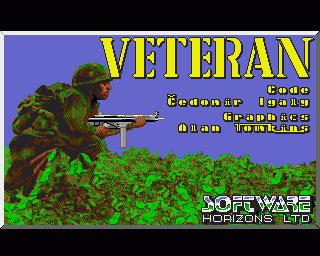 VETERAN
Code
Čedomir Igaly
Graphics
Alan Tomkins
SOFTWARE
HORIZONS LTD